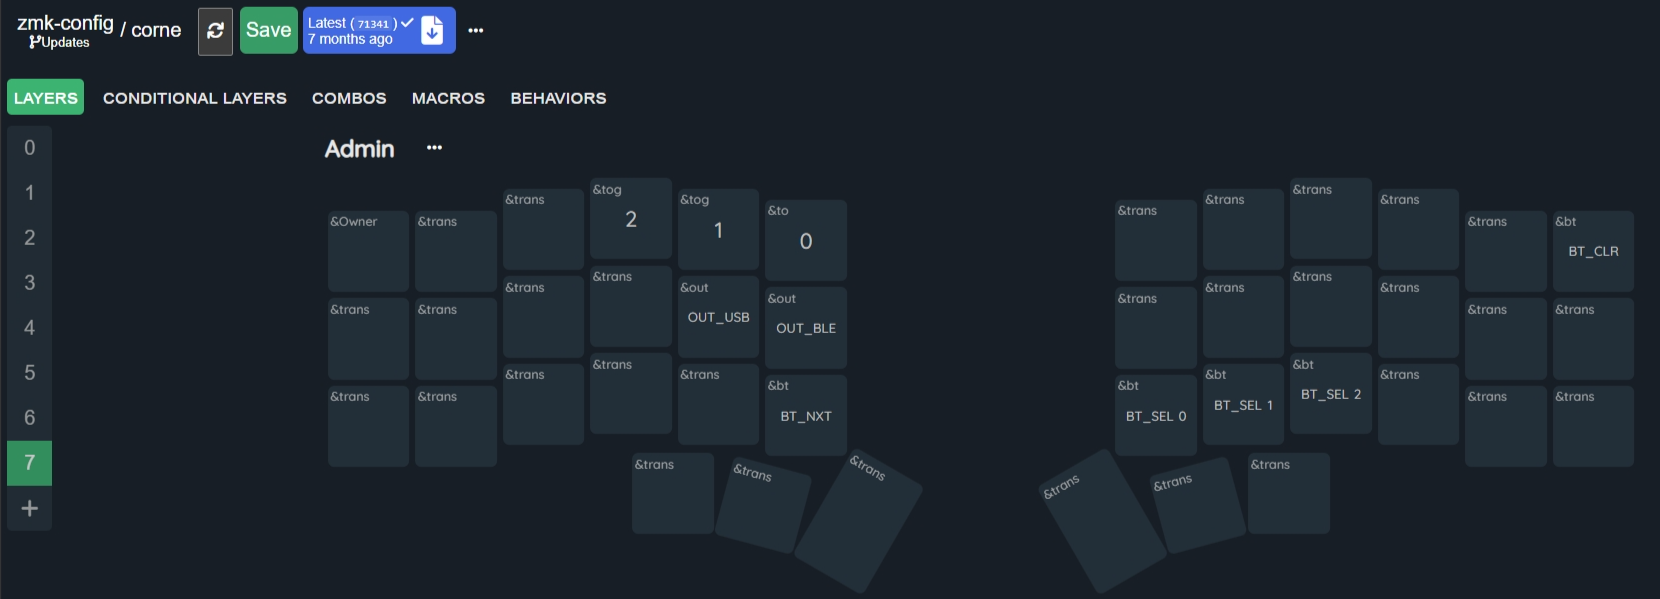 zmk-config / corne
Updates
Save
Latest ( 71341 )
7 months ago
LAYERS CONDITIONAL LAYERS COMBOS MACROS BEHAVIORS
0
1
2
3
4
5
6
7
+
Admin
&Owner
&trans
&trans
&tog
2
&tog
1
&to
0
&trans
&trans
&trans
&trans
&trans
&bt
BT_CLR
&trans
&trans
&trans
&trans
&out
OUT_USB
&out
OUT_BLE
&trans
&trans
&trans
&trans
&trans
&trans
&trans
&trans
&trans
&trans
&trans
&bt
BT_NXT
&bt
BT_SEL 0
&bt
BT_SEL 1
&bt
BT_SEL 2
&trans
&trans
&trans
&trans
&trans
&trans
&trans
&trans
&trans